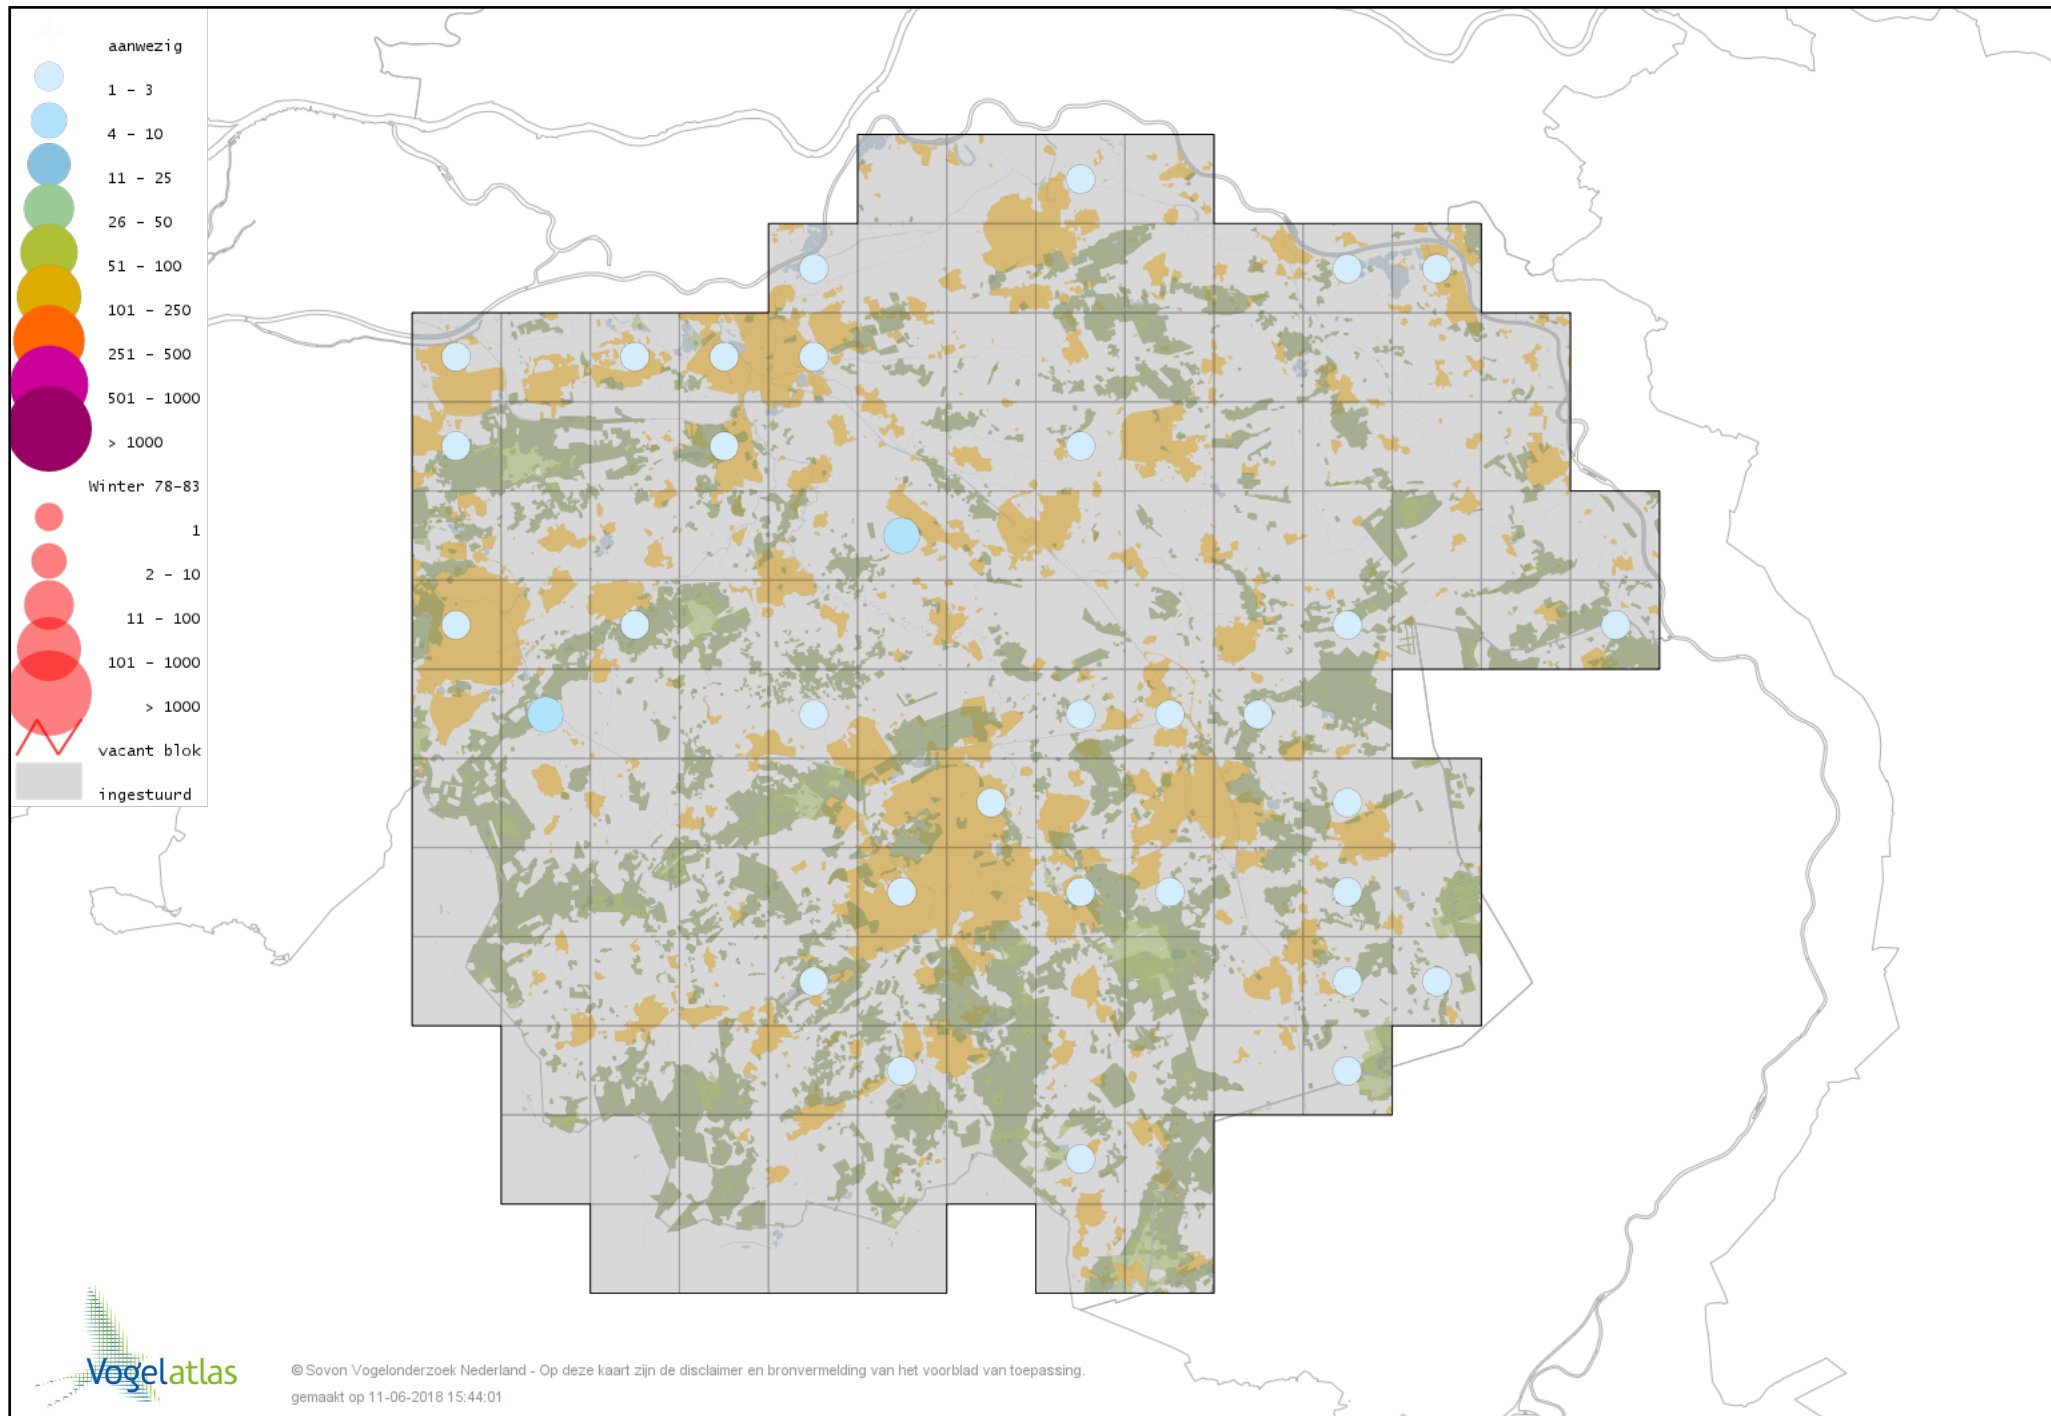 aanwezig
1 - 3
4 - 10
11 - 25
26 - 50
51 - 100
101 - 250
251 - 500
501 - 1000
> 1000
Winter 78-83
1
2 - 10
11 - 100
101 - 1000
> 1000
vacant blok
ingestuurd
Vogelatlas
© Sovon Vogelonderzoek Nederland - Op deze kaart zijn de disclaimer en bronvermelding van het voorblad van toepassing.
gemaakt op 11-06-2018 15:44:01